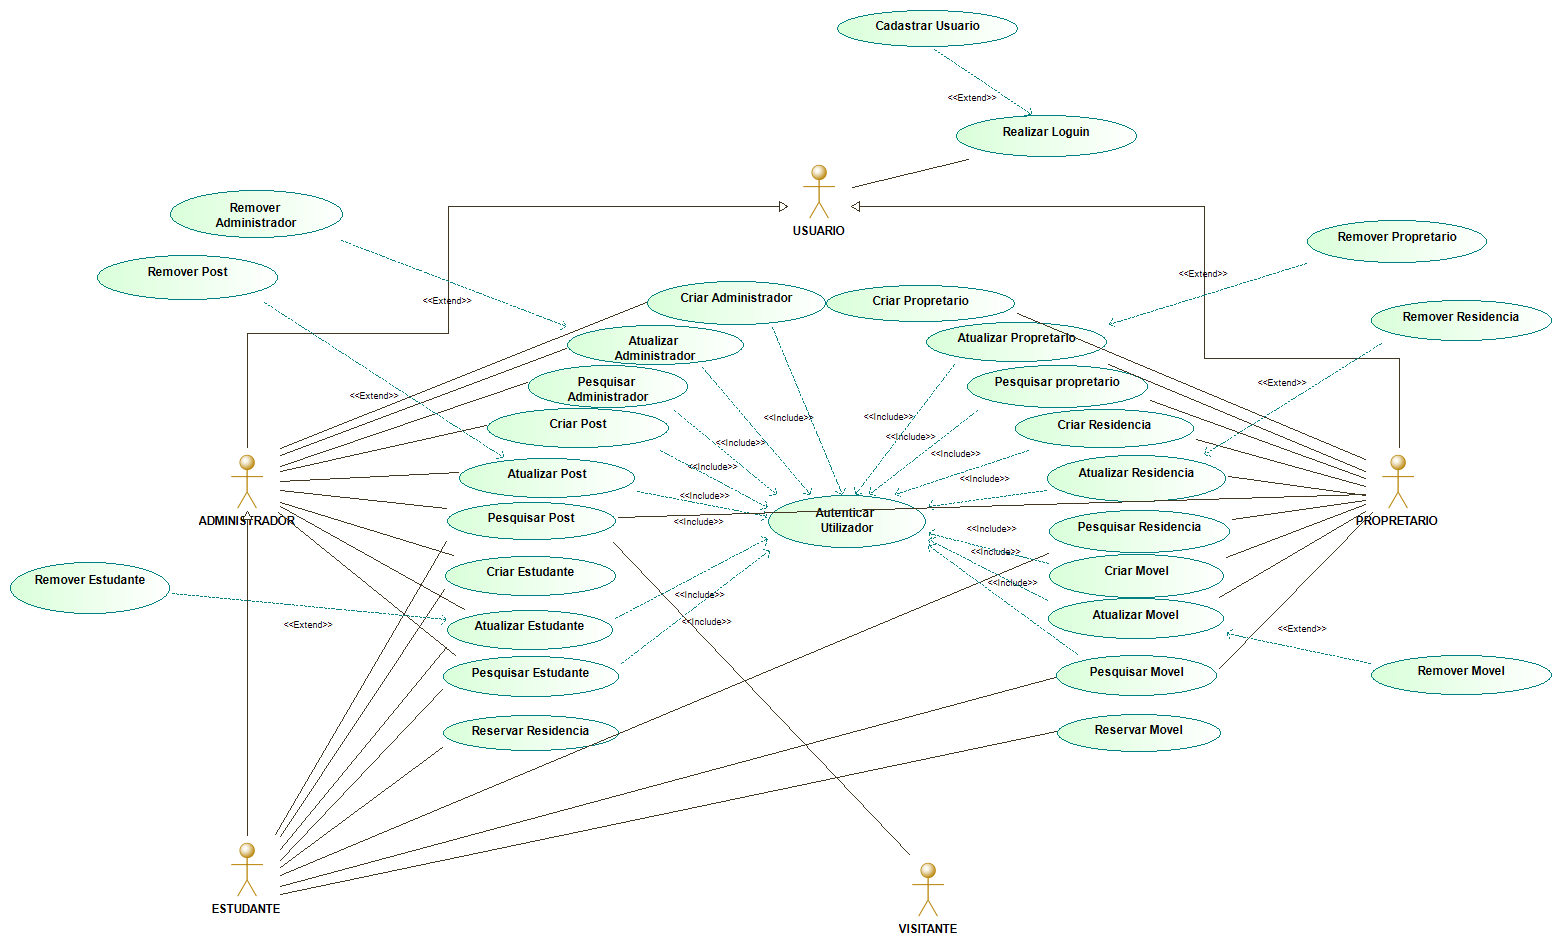 Cadastrar Usuario
<<Extend>>
Realizar Loguin
USUARIO
Remover
Administrador
Remover Post
<<Extend>>
Remover Propretario
<<Extend>>
Criar Administrador
Criar Propretario
Remover Residencia
Atualizar
Administrador
Atualizar Propretario
Pesquisar
Administrador
Pesquisar propretario
<<Extend>>
<<Extend>>
Criar Post
<<Include>>
<<Include>>
Criar Residencia
<<Include>>
<<Include>>
<<Include>>
<<Include>>
Atualizar Post
Atualizar Residencia
<<Include>>
<<Include>>
ADMINISTRADOR
Pesquisar Post
<<Include>>
Autenticar
Utilizador
<<Include>>
Pesquisar Residencia
PROPRETARIO
<<Include>>
Remover Estudante
Criar Estudante
Criar Movel
<<Include>>
<<Include>>
<<Extend>>
Atualizar Estudante
<<Include>>
Atualizar Movel
<<Extend>>
Pesquisar Estudante
Pesquisar Movel
Remover Movel
Reservar Residencia
Reservar Movel
ESTUDANTE
VISITANTE